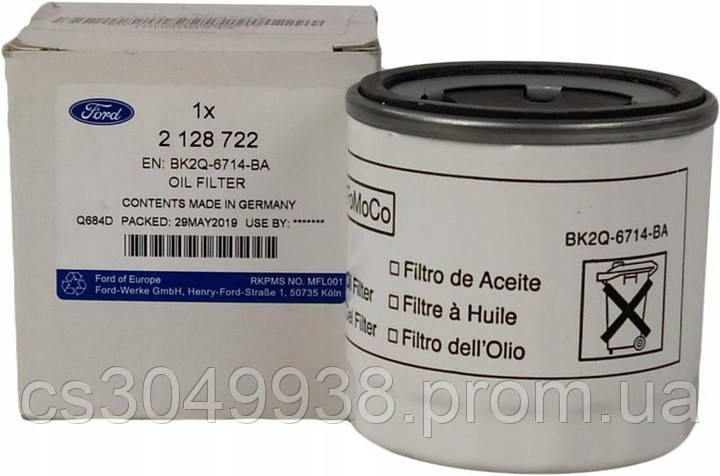 Ford
1x
2 128 722
EN: BK2Q-6714-BA
OIL FILTER
CONTENTS MADE IN GERMANY
Q684D PACKED: 29MAY2019 USE BY: *******
Ford of Europe RKPMS NO. MFL001
Ford-Werke GmbH, Henry-Ford-Straße 1, 50735 Köln
FoMoCo
BK2Q-6714-BA
Filtro de Aceite
Filter Filtre à Huile
Filter Filtro dell'Olio
cs3049938.prom.ua